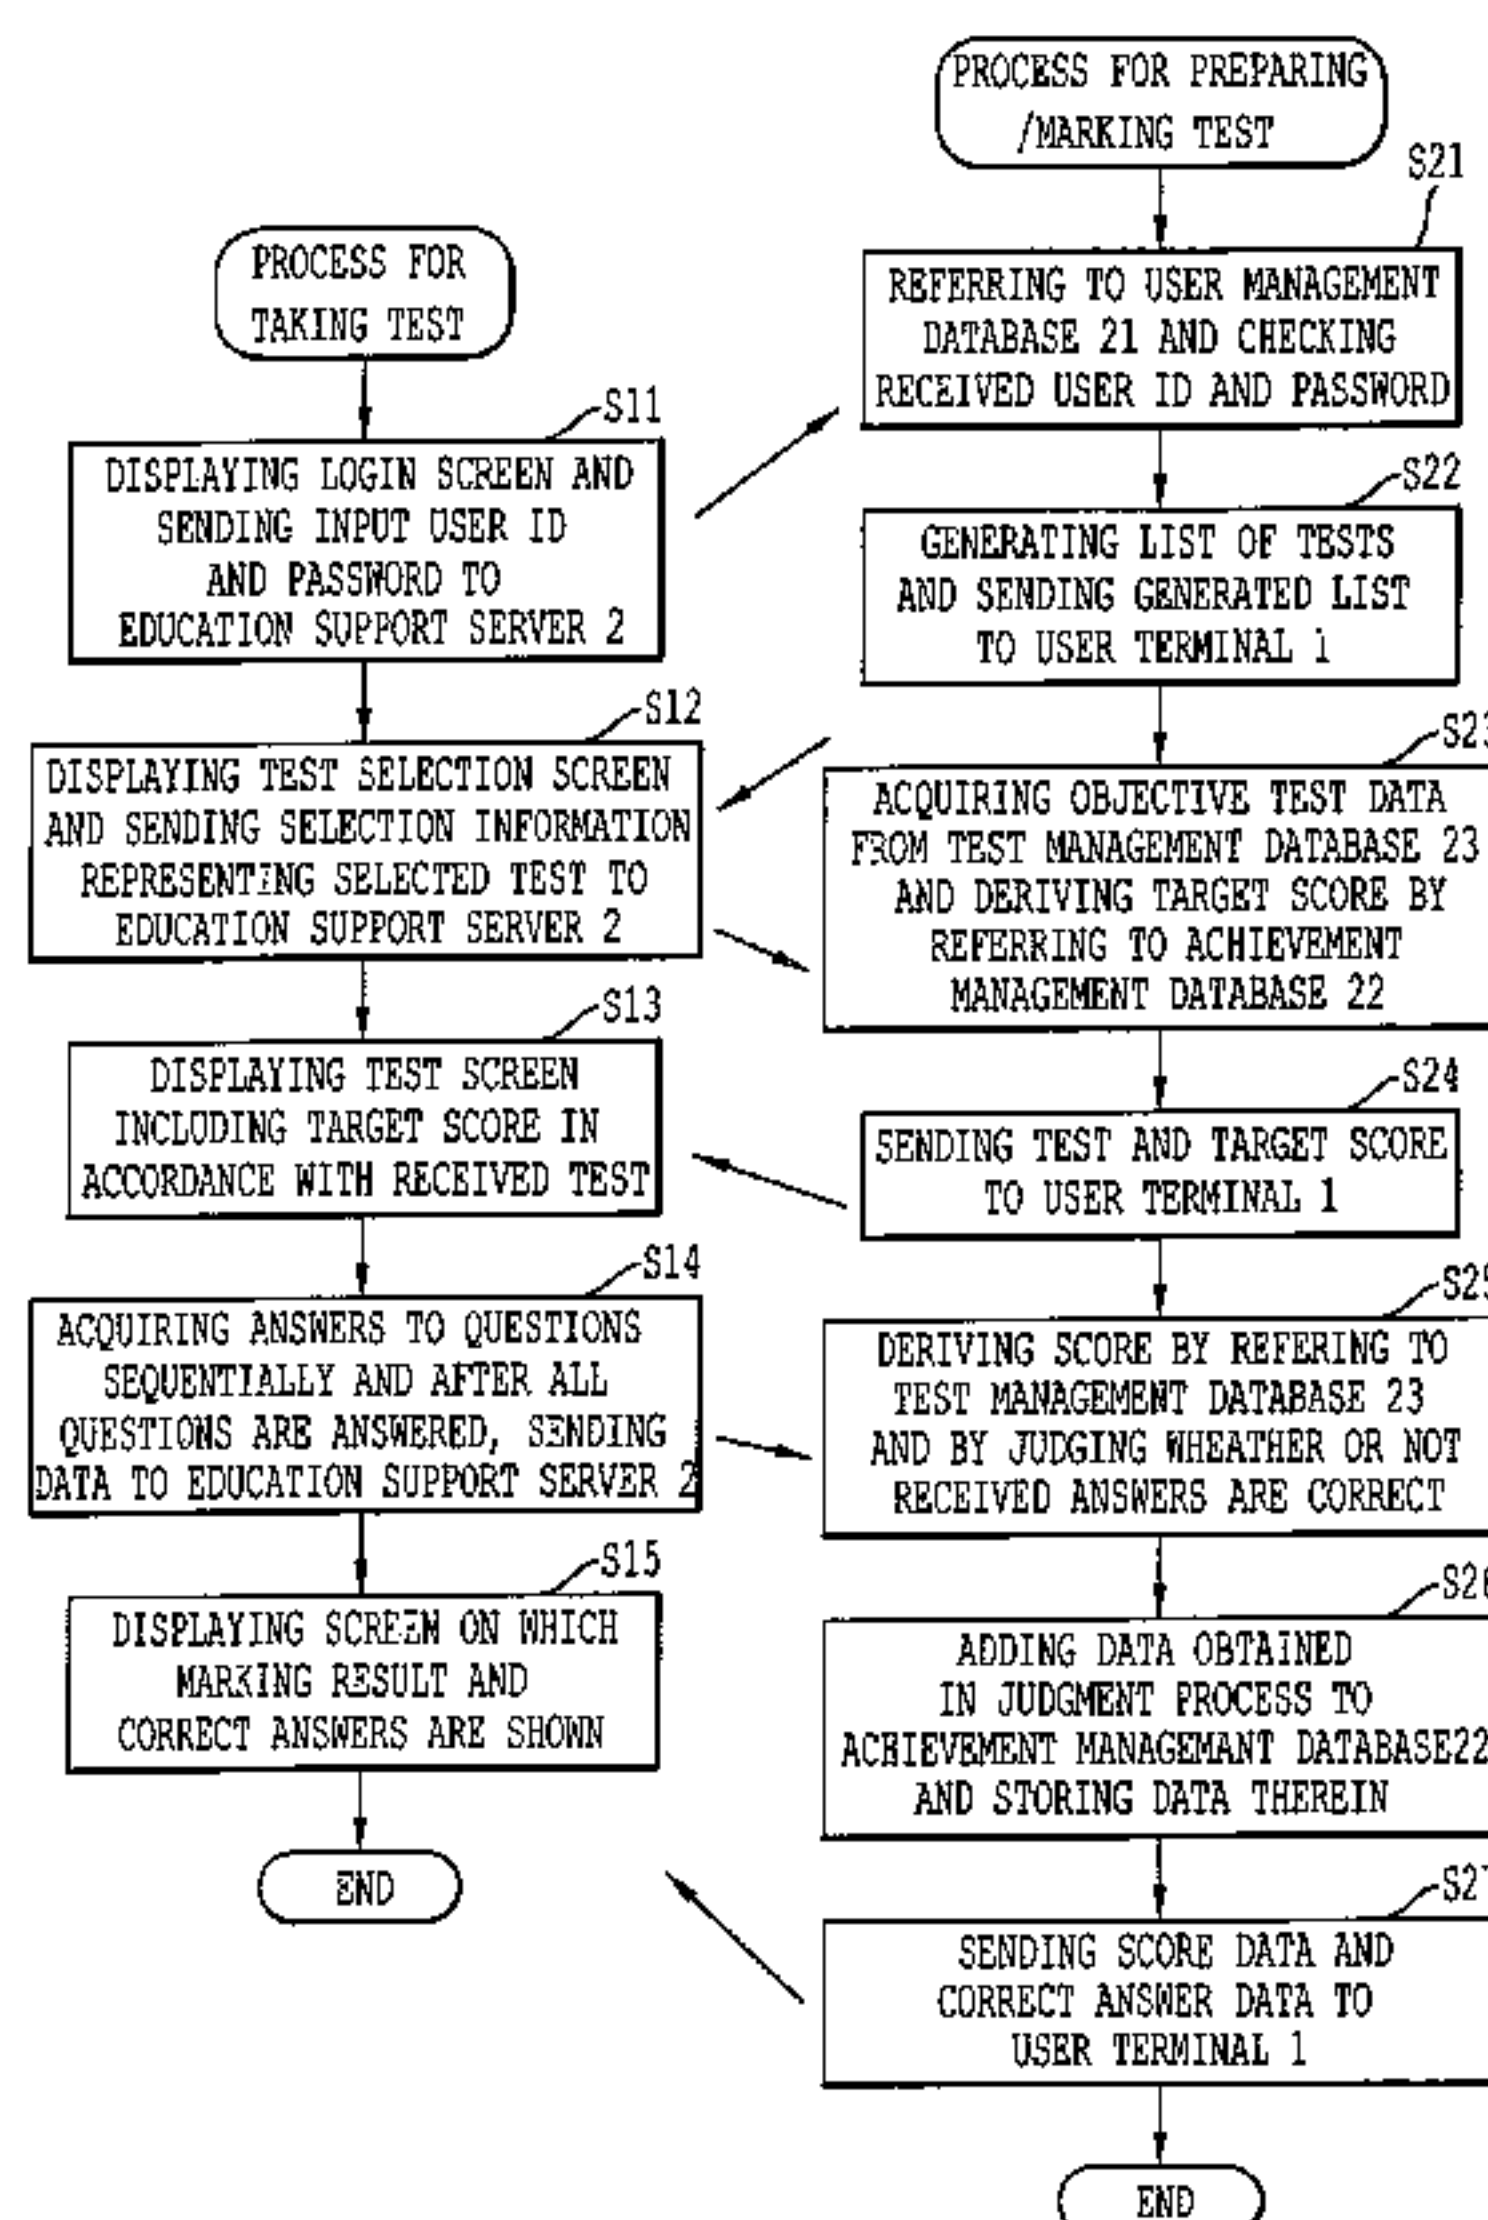 PROCESS FOR
TAKING TEST
S11
DISPLAYING LOGIN SCREEN AND
SENDING INPUT USER ID
AND PASSWORD TO
EDUCATION SUPPORT SERVER 2
S12
DISPLAYING TEST SELECTION SCREEN
AND SENDING SELECTION INFORMATION
REPRESENTING SELECTED TEST TO
EDUCATION SUPPORT SERVER 2
S13
DISPLAYING TEST SCREEN
INCLUDING TARGET SCORE IN
ACCORDANCE WITH RECEIVED TEST
S14
ACQUIRING ANSWERS TO QUESTIONS
SEQUENTIALLY AND AFTER ALL
QUESTIONS ARE ANSWERED, SENDING
DATA TO EDUCATION SUPPORT SERVER 2
S15
DISPLAYING SCREEN ON WHICH
MARKING RESULT AND
CORRECT ANSWERS ARE SHOWN
END
PROCESS FOR PREPARING
/MARKING TEST
S21
REFERRING TO USER MANAGEMENT
DATABASE 21 AND CHECKING
RECEIVED USER ID AND PASSWORD
S22
GENERATING LIST OF TESTS
AND SENDING GENERATED LIST
TO USER TERMINAL 1
S23
ACQUIRING OBJECTIVE TEST DATA
FROM TEST MANAGEMENT DATABASE 23
AND DERIVING TARGET SCORE BY
REFERRING TO ACHIEVEMENT
MANAGEMENT DATABASE 22
S24
SENDING TEST AND TARGET SCORE
TO USER TERMINAL 1
S25
DERIVING SCORE BY REFERING TO
TEST MANAGEMENT DATABASE 23
AND BY JUDGING WHEATHER OR NOT
RECEIVED ANSWERS ARE CORRECT
S26
ADDING DATA OBTAINED
IN JUDGMENT PROCESS TO
ACHIEVEMENT MANAGEMANT DATABASE22
AND STORING DATA THEREIN
S27
SENDING SCORE DATA AND
CORRECT ANSWER DATA TO
USER TERMINAL 1
END